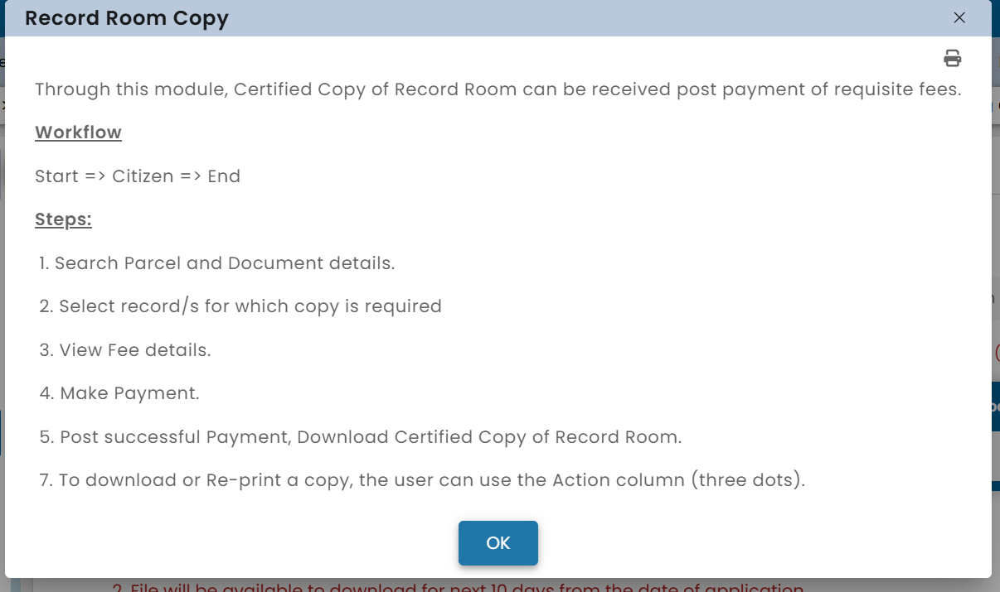 Record Room Copy
Through this module, Certified Copy of Record Room can be received post payment of requisite fees.
Workflow
Start => Citizen => End
Steps:
1. Search Parcel and Document details.
2. Select record/s for which copy is required
3. View Fee details.
4. Make Payment.
5. Post successful Payment, Download Certified Copy of Record Room.
7. To download or Re-print a copy, the user can use the Action column (three dots).
OK
2. File will be available to download for next 10 days from the date of application